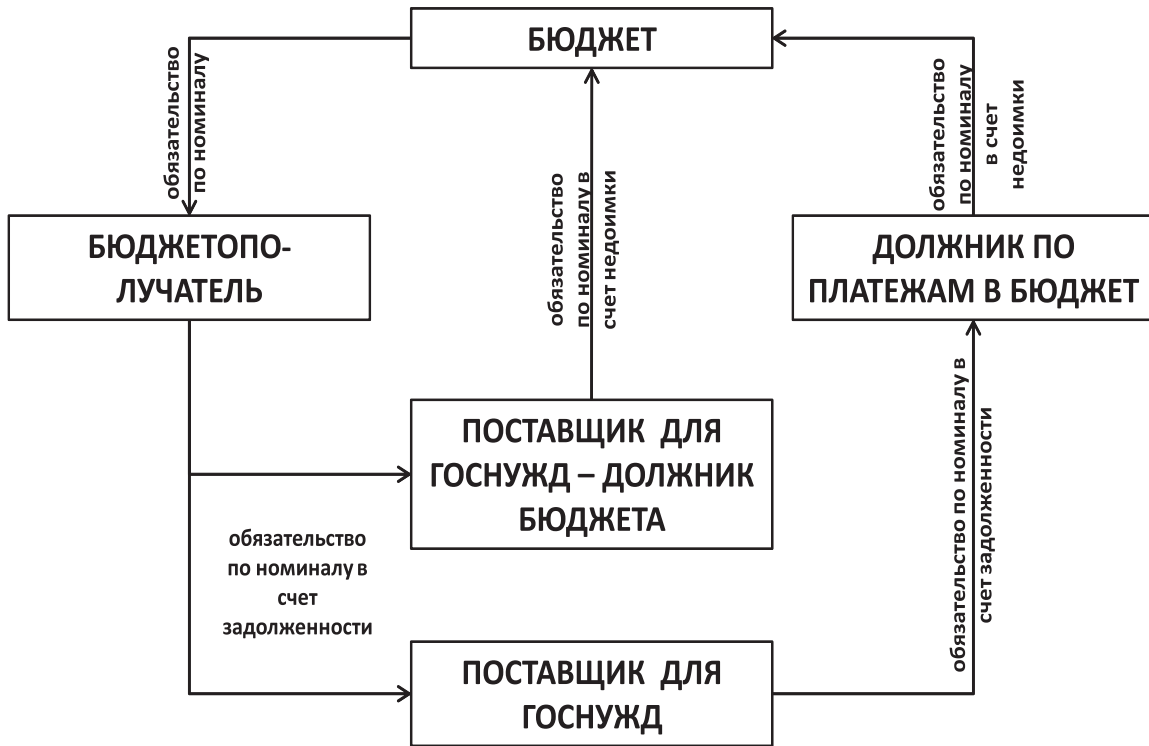 БЮДЖЕТ
обязательство
по номиналу
обязательство
по номиналу в
счет недоимки
обязательство
по номиналу
в счет
недоимки
БЮДЖЕТОПО-
ЛУЧАТЕЛЬ
ДОЛЖНИК ПО
ПЛАТЕЖАМ В БЮДЖЕТ
ПОСТАВЩИК ДЛЯ
ГОСНУЖД – ДОЛЖНИК
БЮДЖЕТА
обязательство
по номиналу в
счет
задолженности
обязательство по номиналу в
счет задолженности
ПОСТАВЩИК ДЛЯ
ГОСНУЖД